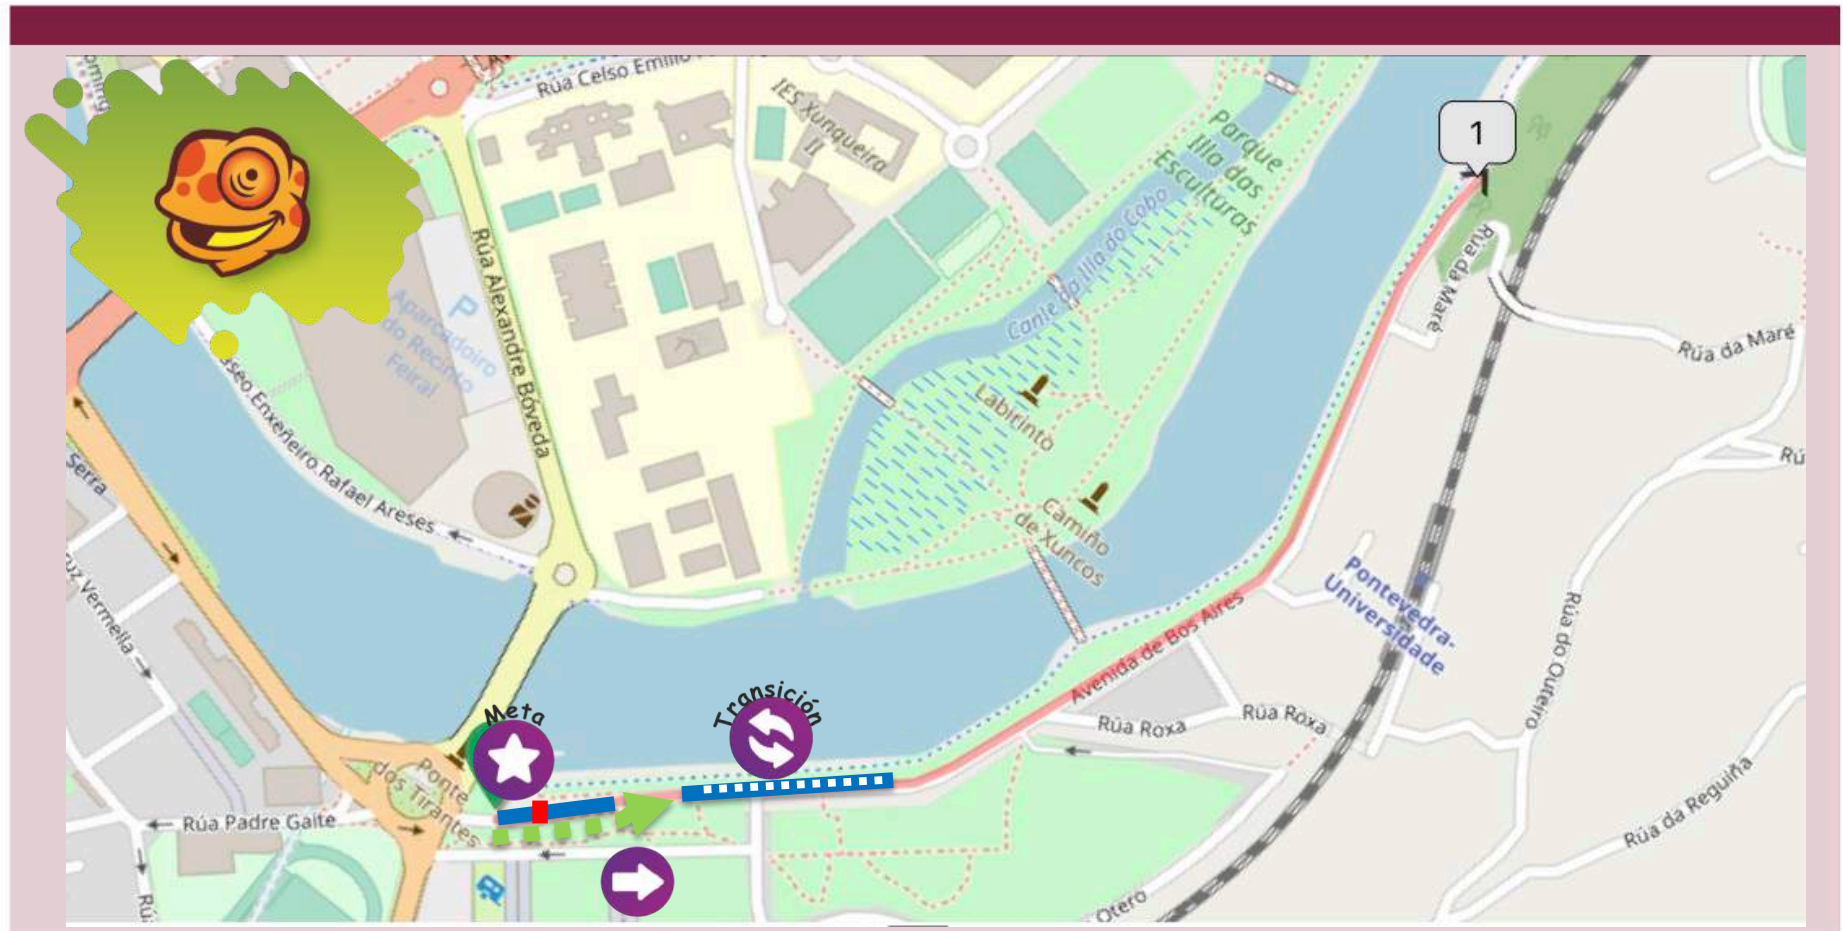 Rúa Celso Emilio
IES Xunqueira
II
Parque
Illa das
Esculturas
1
Canle da Illa do Cobo
Rúa Alexandre Bóveda
P
Aparcadoiro
do Recinto
Feiral
Rúa da Maré
Rúa da Maré
Labirinto
Serra
Paseo Enxeñeiro Rafael Areses
Camiño
de Xuncos
Rú
Pontevedra-
Universidade
Vermella
Avenida de Bos Aires
Rúa do Outeiro
Rúa Roxa
Rúa Roxa
Transición
Meta
Ponte
dos Tirantes
Rúa Padre Gaite
Rúa da Reguiña
Rúa
Otero